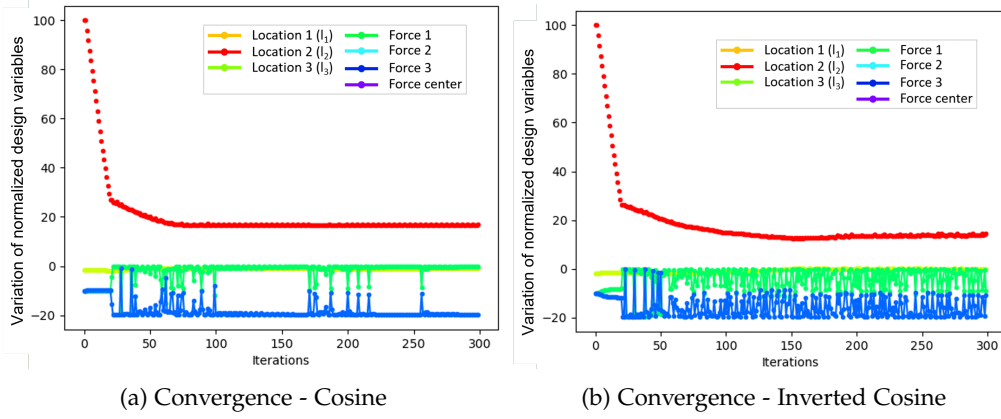 Variation of normalized design variables
100
80
60
40
20
0
−20
Location 1 (l₁)
Location 2 (l₂)
Location 3 (l₃)
Force 1
Force 2
Force 3
Force center
0 50 100 150 200 250 300
Iterations
(a) Convergence - Cosine
Variation of normalized design variables
100
80
60
40
20
0
−20
Location 1 (l₁)
Location 2 (l₂)
Location 3 (l₃)
Force 1
Force 2
Force 3
Force center
0 50 100 150 200 250 300
Iterations
(b) Convergence - Inverted Cosine